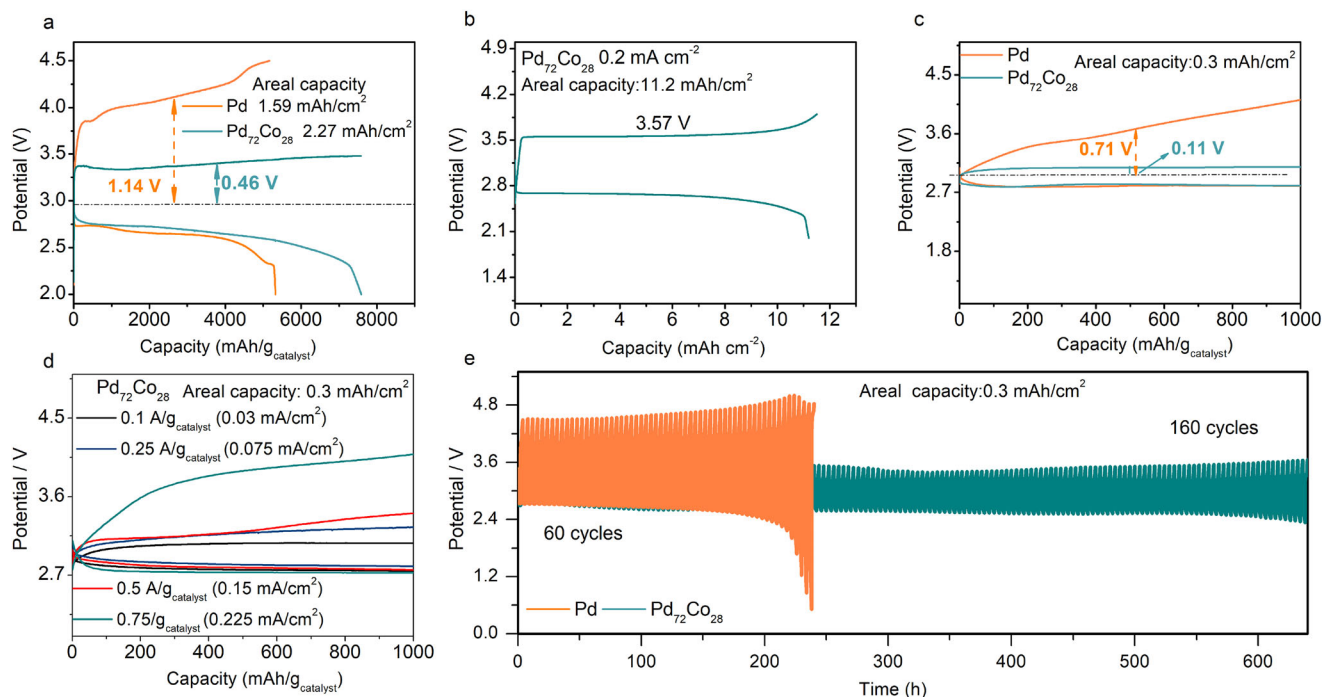 a
Potential (V)
4.5
4.0
3.5
3.0
2.5
2.0
Areal capacity
Pd 1.59 mAh/cm²
Pd₇₂Co₂₈ 2.27 mAh/cm²
1.14 V
0.46 V
0 2000 4000 6000 8000
Capacity (mAh/g_catalyst)
b
Potential (V)
4.9
4.2
3.5
2.8
2.1
1.4
Pd₇₂Co₂₈ 0.2 mA cm⁻²
Areal capacity:11.2 mAh/cm²
3.57 V
0 2 4 6 8 10 12
Capacity (mAh cm⁻²)
c
Potential (V)
4.5
3.6
2.7
1.8
Pd
Pd₇₂Co₂₈
Areal capacity:0.3 mAh/cm²
0.71 V
0.11 V
0 200 400 600 800 1000
Capacity (mAh/g_catalyst)
d
Potential / V
4.5
3.6
2.7
Pd₇₂Co₂₈ Areal capacity: 0.3 mAh/cm²
0.1 A/g_catalyst (0.03 mA/cm²)
0.25 A/g_catalyst (0.075 mA/cm²)
0.5 A/g_catalyst (0.15 mA/cm²)
0.75/g_catalyst (0.225 mA/cm²)
0 200 400 600 800 1000
Capacity (mAh/g_catalyst)
e
Potential / V
4.8
3.6
2.4
1.2
0.0
Areal capacity:0.3 mAh/cm²
160 cycles
60 cycles
Pd Pd₇₂Co₂₈
0 100 200 300 400 500 600
Time (h)